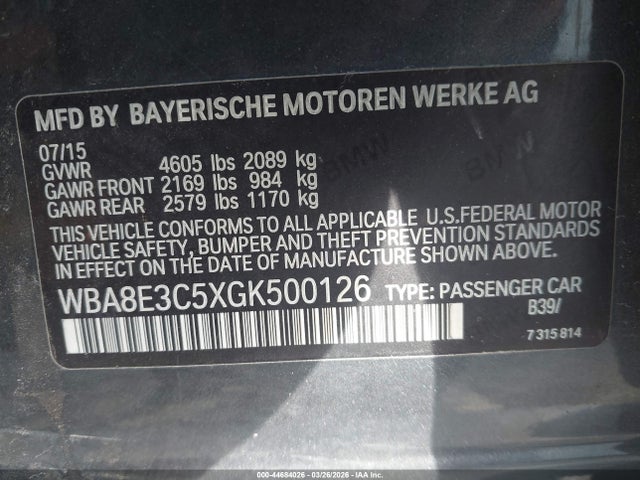 MFD BY BAYERISCHE MOTOREN WERKE AG
07/15
GVWR 4605 lbs 2089 kg
GAWR FRONT 2169 lbs 984 kg
GAWR REAR 2579 lbs 1170 kg
THIS VEHICLE CONFORMS TO ALL APPLICABLE U.S.FEDERAL MOTOR
VEHICLE SAFETY, BUMPER AND THEFT PREVENTION STANDARDS
IN EFFECT ON THE DATE OF MANUFACTURE SHOWN ABOVE.
WBA8E3C5XGK500126 TYPE: PASSENGER CAR
B39/
7 315 814
BMW
BMW
000-44684026 | 03/26/2026 | IAA Inc.